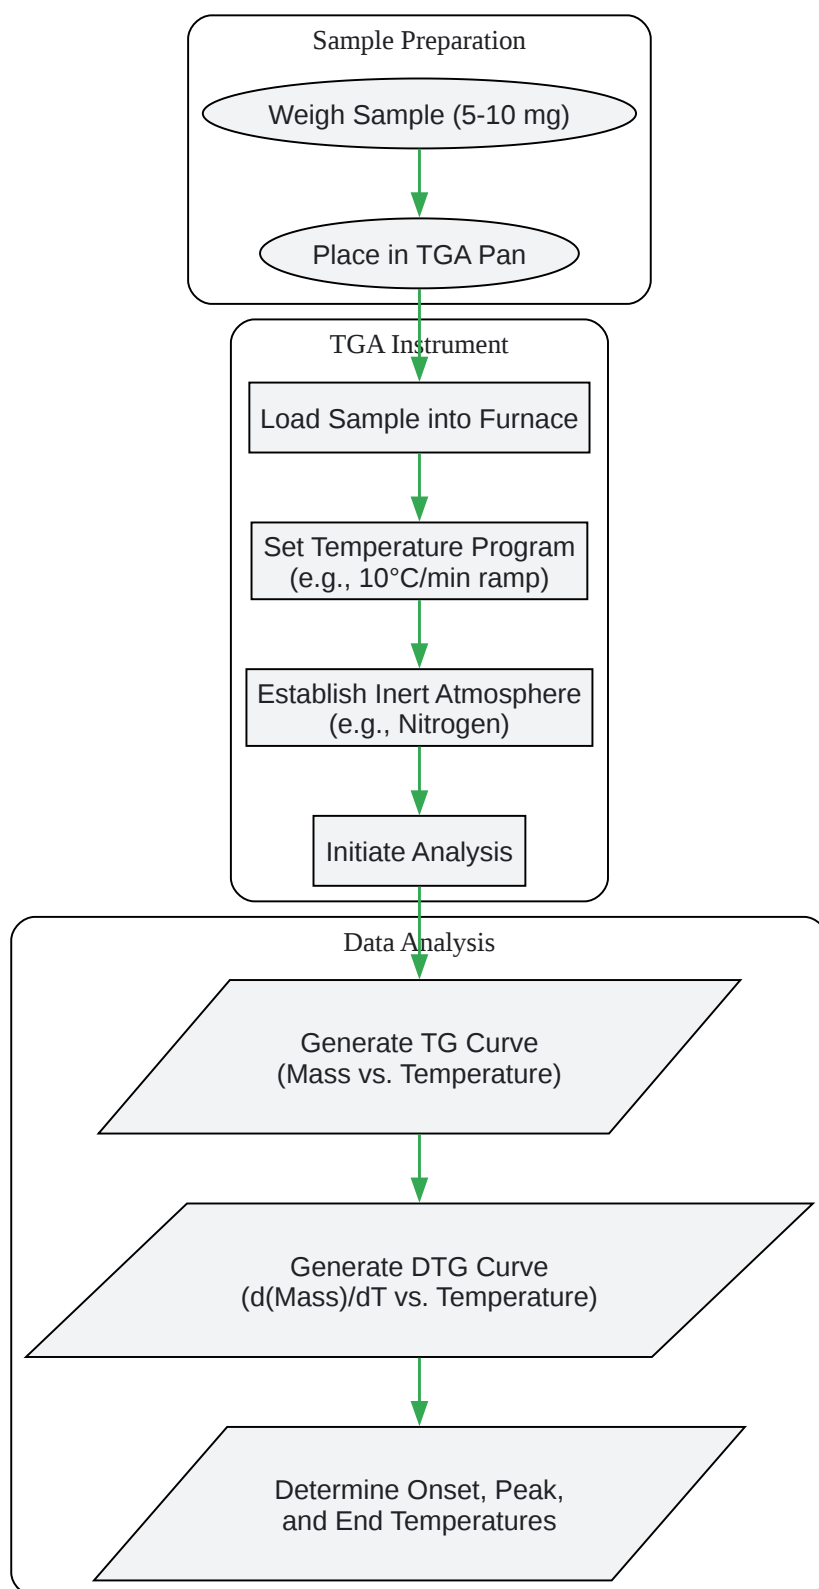 Sample Preparation
Weigh Sample (5-10 mg)
Place in TGA Pan
TGA Instrument
Load Sample into Furnace
Set Temperature Program
(e.g., 10°C/min ramp)
Establish Inert Atmosphere
(e.g., Nitrogen)
Initiate Analysis
Data Analysis
Generate TG Curve
(Mass vs. Temperature)
Generate DTG Curve
(d(Mass)/dT vs. Temperature)
Determine Onset, Peak,
and End Temperatures